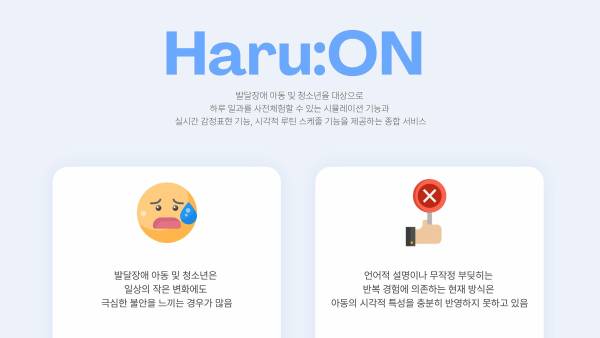 Haru:ON
발달장애 아동 및 청소년을 대상으로
하루 일과를 사전체험할 수 있는 시뮬레이션 기능과
실시간 감정표현 기능, 시각적 루틴 스케줄 기능을 제공하는 종합 서비스
발달장애 아동 및 청소년은
일상의 작은 변화에도
극심한 불안을 느끼는 경우가 많음
언어적 설명이나 무작정 부딪히는
반복 경험에 의존하는 현재 방식은
아동의 시각적 특성을 충분히 반영하지 못하고 있음